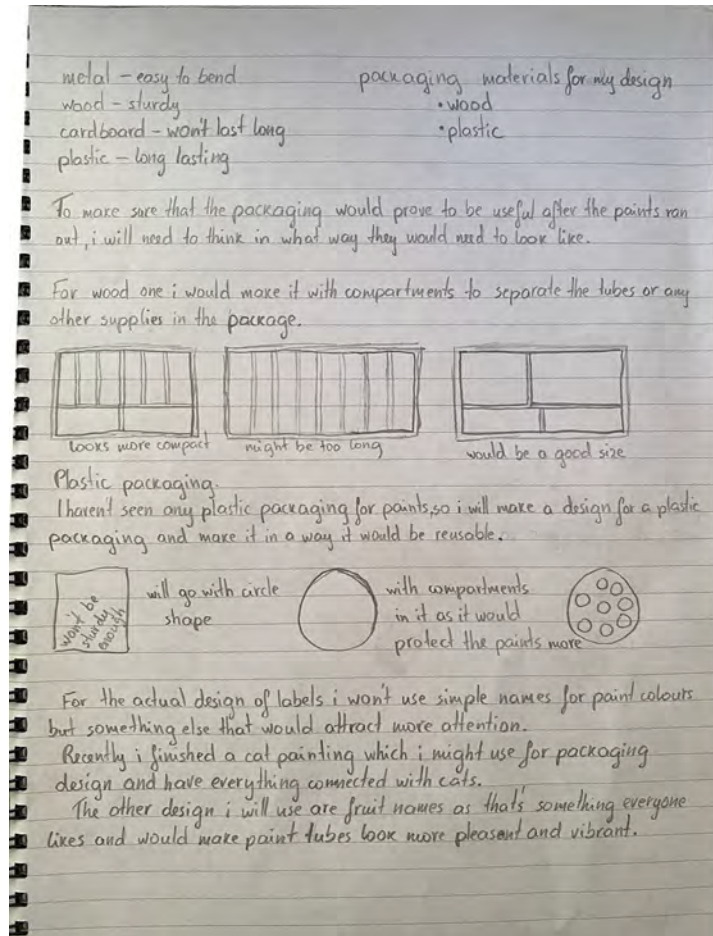 metal – easy to bend
packaging materials for my design
wood – sturdy
•wood
cardboard – won't last long
•plastic
plastic – long lasting
To make sure that the packaging would prove to be useful after the paints ran
out, i will need to think in what way they would need to look like.
For wood one i would make it with compartments to separate the tubes or any
other supplies in the package.
looks more compact
might be too long
would be a good size
Plastic packaging.
I haven't seen any plastic packaging for paints, so i will make a design for a plastic
packaging and make it in a way it would be reusable.
won't be
sturdy
enough
will go with circle
shape
with compartments
in it as it would
protect the paints more
For the actual design of labels i won't use simple names for paint colours
but something else that would attract more attention.
Recently i finished a cat painting which i might use for packaging
design and have everything connected with cats.
The other design i will use are fruit names as that's something everyone
likes and would make paint tubes look more pleasent and vibrant.